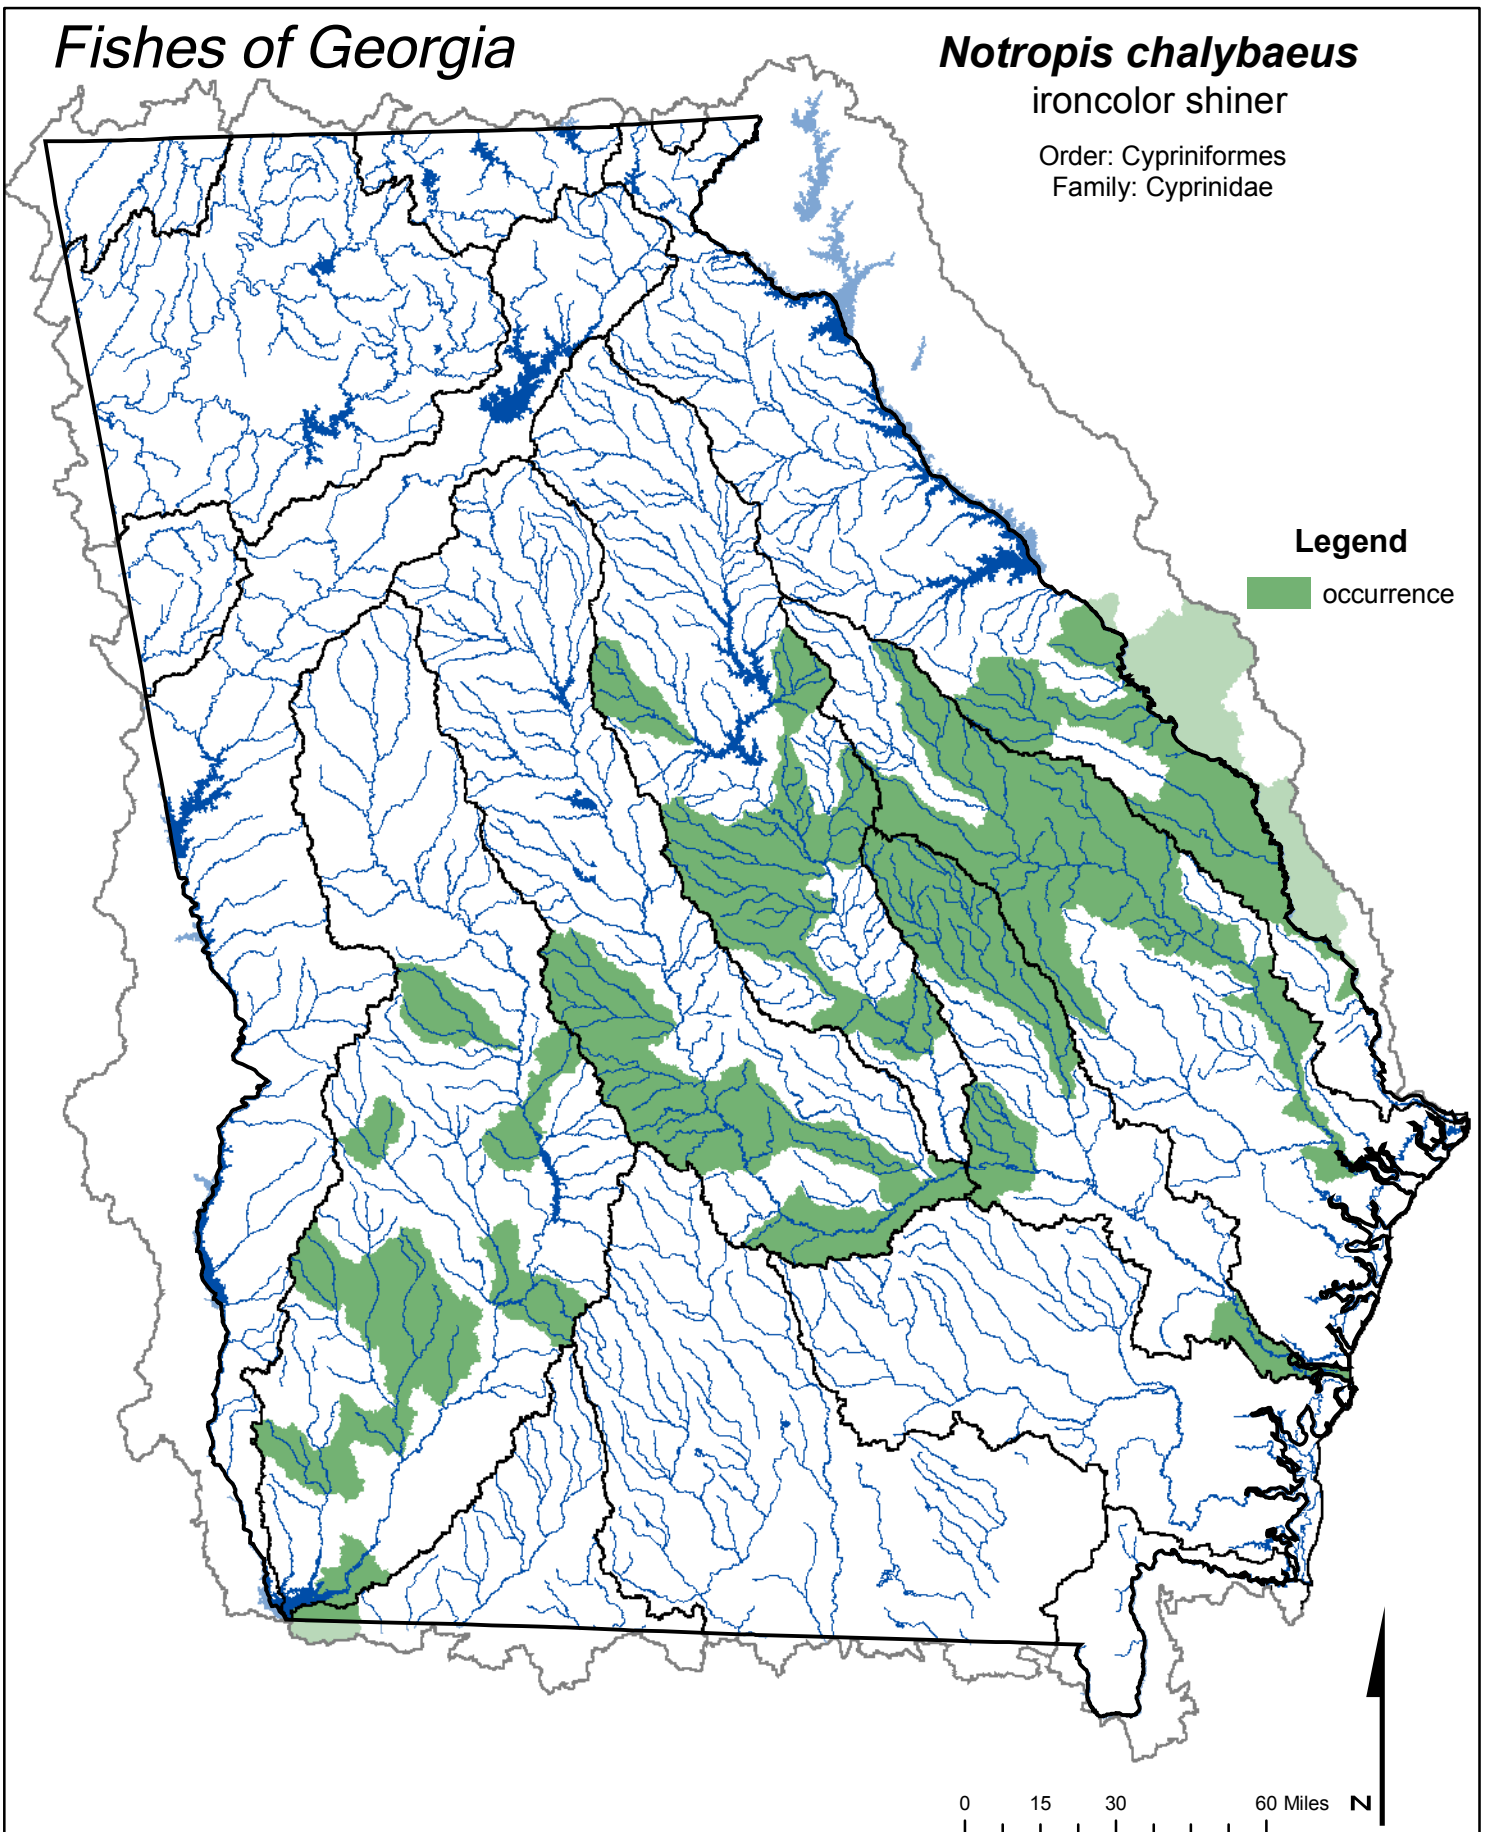 Fishes of Georgia
Notropis chalybaeus
ironcolor shiner
Order: Cypriniformes
Family: Cyprinidae
Legend
occurrence
0 15 30 60 Miles
N